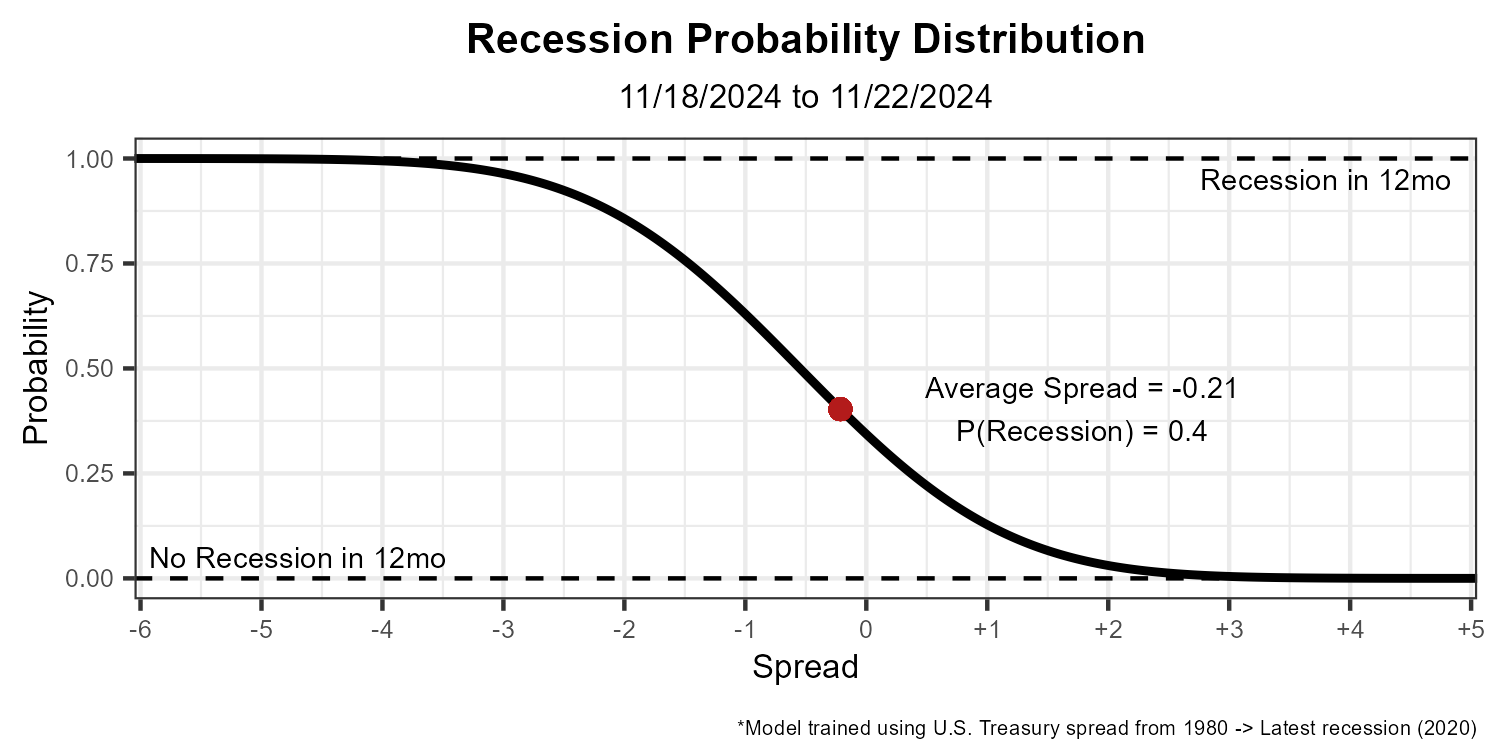 Recession Probability Distribution
11/18/2024 to 11/22/2024
1.00
Recession in 12mo
0.75
Probability
0.50
Average Spread = -0.21
P(Recession) = 0.4
0.25
No Recession in 12mo
0.00
-6 -5 -4 -3 -2 -1 0 +1 +2 +3 +4 +5
Spread
*Model trained using U.S. Treasury spread from 1980 -> Latest recession (2020)